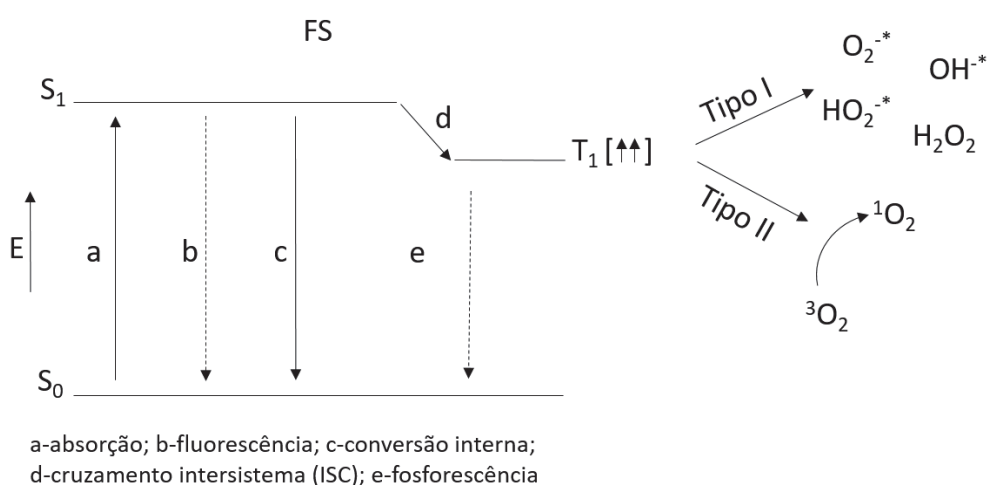 FS
S₁
d
T₁ [↑↑]
E
a
b
c
e
S₀
Tipo I
Tipo II
O₂⁻*
OH⁻*
HO₂⁻*
H₂O₂
¹O₂
³O₂
a-absorção; b-fluorescência; c-conversão interna;
d-cruzamento intersistema (ISC); e-fosforescência